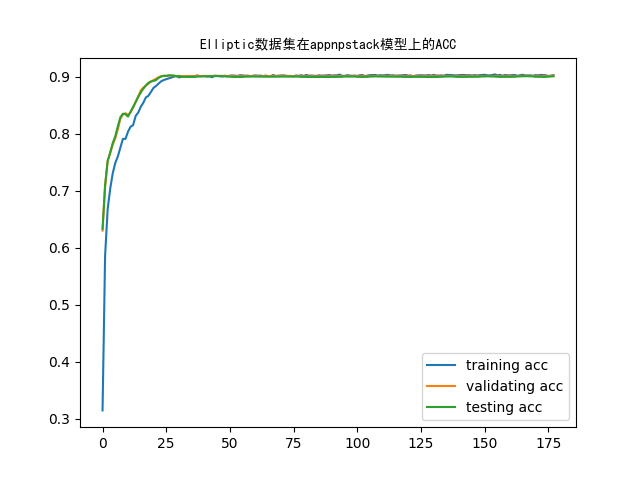 Elliptic数据集在appnpstack模型上的ACC
0.9
0.8
0.7
0.6
0.5
0.4
0.3
training acc
validating acc
testing acc
0 25 50 75 100 125 150 175